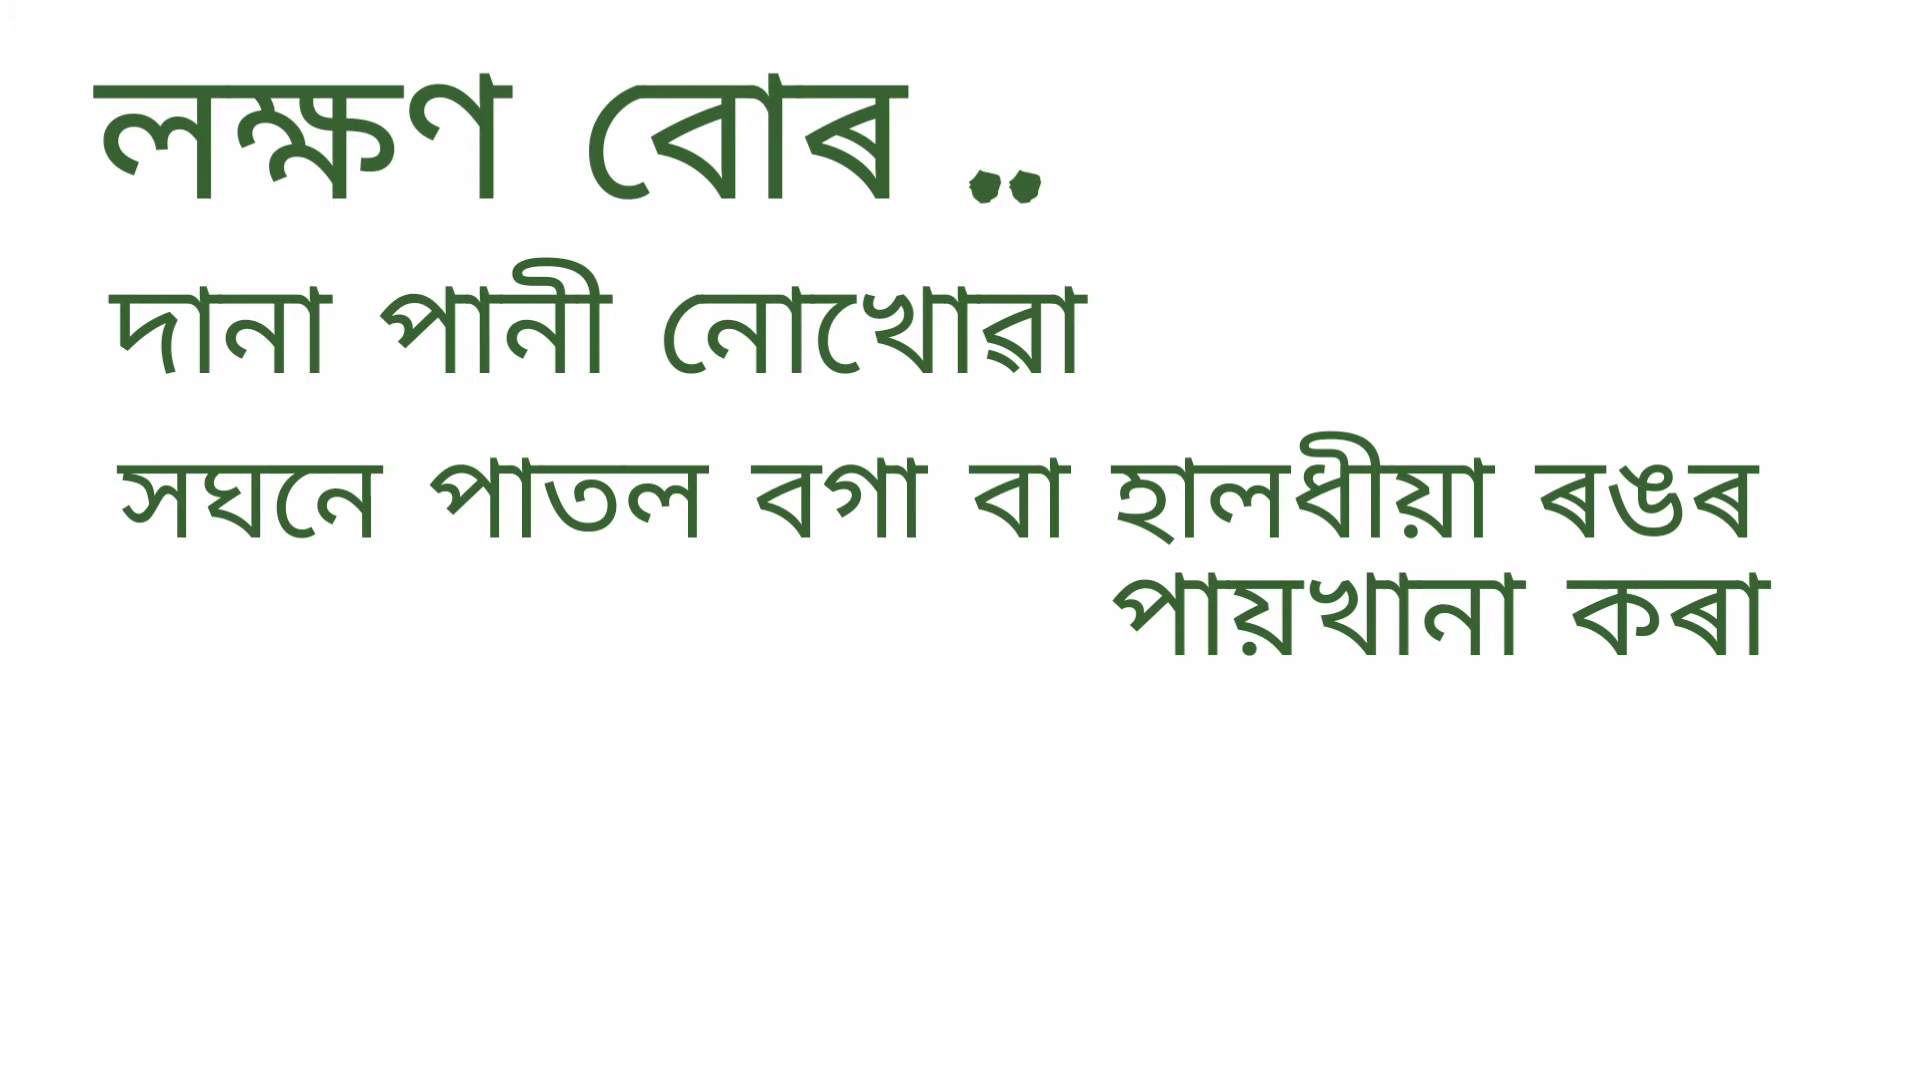 লক্ষণ বোৰ ..
দানা পানী নোখোৱা
সঘনে পাতল বগা বা হালধীয়া ৰঙৰ
পায়খানা কৰা